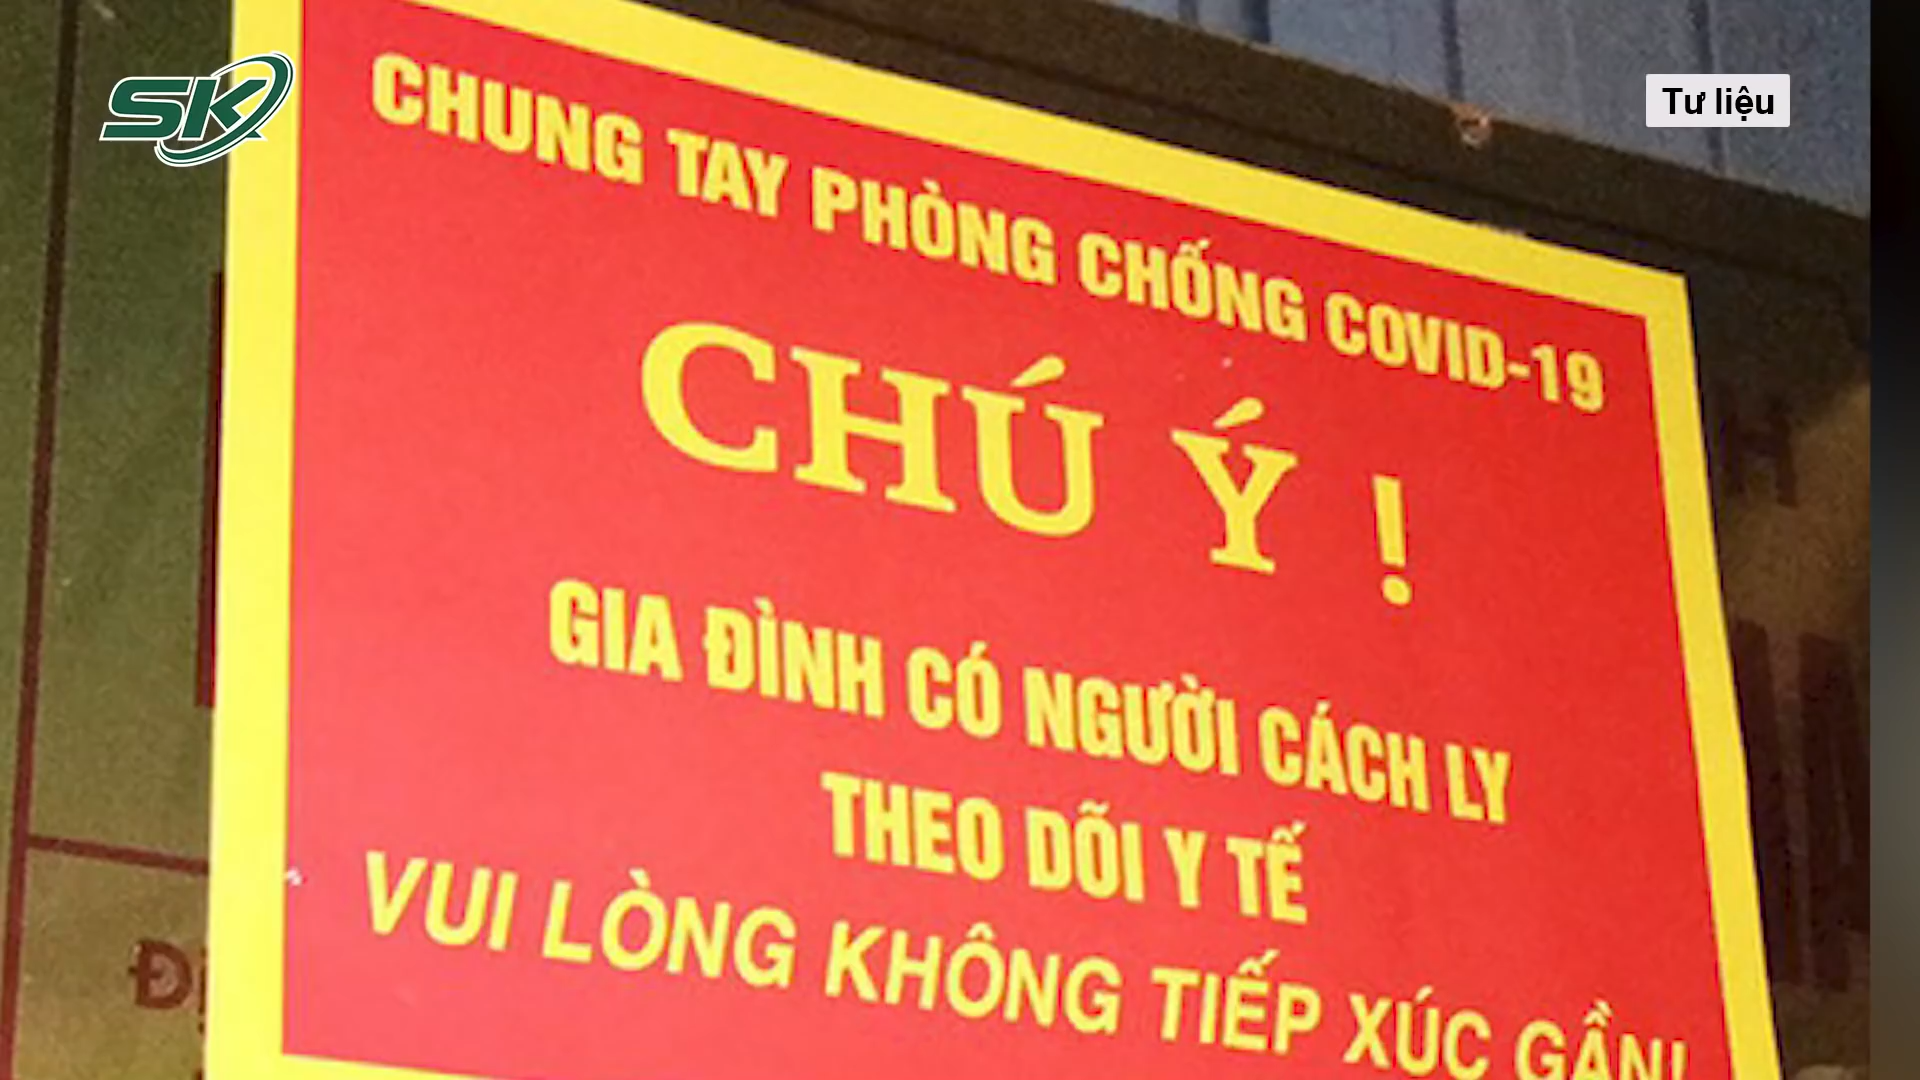 SK
Tư liệu
CHUNG TAY PHÒNG CHỐNG COVID-19
CHÚ Ý !
GIA ĐÌNH CÓ NGƯỜI CÁCH LY
THEO DÕI Y TẾ
VUI LÒNG KHÔNG TIẾP XÚC GẦN!